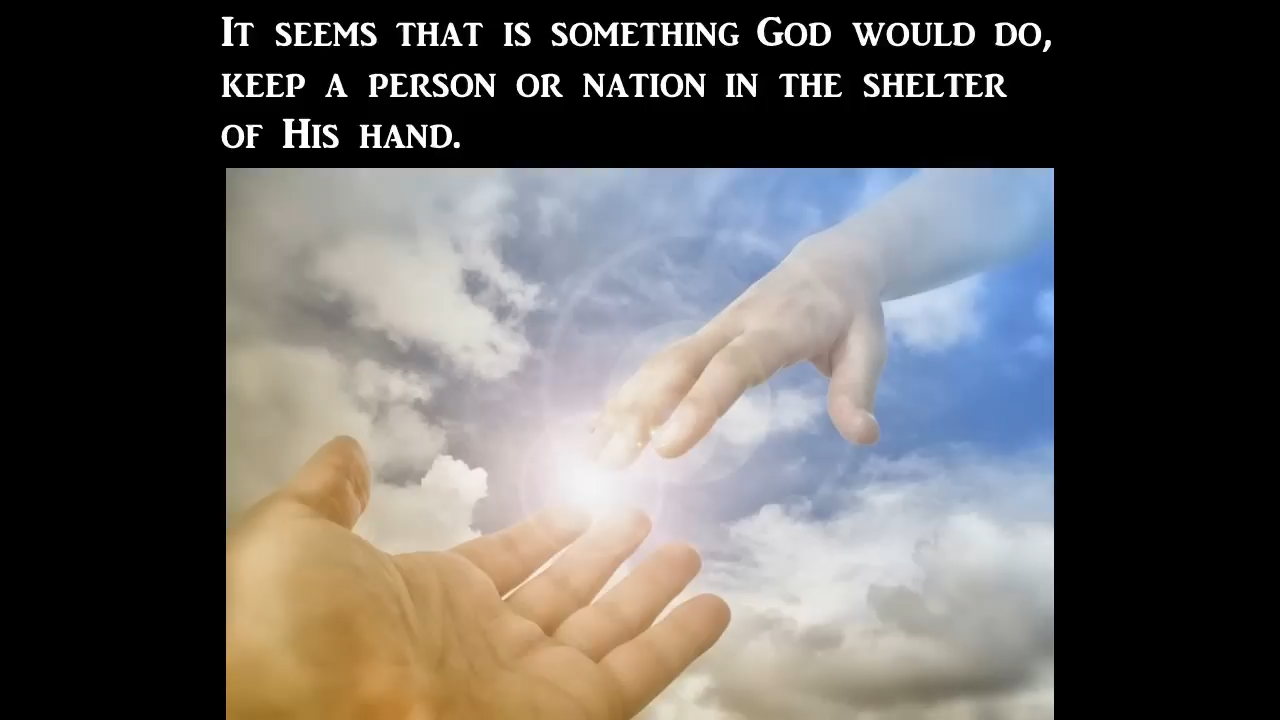 It seems that is something God would do,
keep a person or nation in the shelter
of His hand.